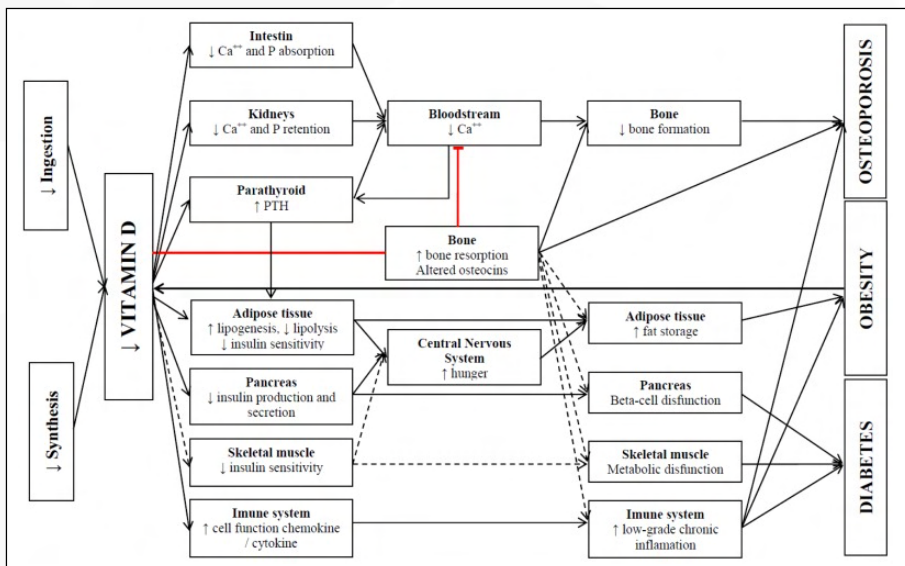 ↓ Ingestion
↓ Synthesis
↓ VITAMIN D
Intestin
↓ Ca⁺⁺ and P absorption
Kidneys
↓ Ca⁺⁺ and P retention
Parathyroid
↑ PTH
Adipose tissue
↑ lipogenesis, ↓ lipolysis
↓ insulin sensitivity
Pancreas
↓ insulin production and
secretion
Skeletal muscle
↓ insulin sensitivity
Imune system
↑ cell function chemokine
/ cytokine
Bloodstream
↓ Ca⁺⁺
Bone
↑ bone resorption
Altered osteocins
Central Nervous
System
↑ hunger
Bone
↓ bone formation
Adipose tissue
↑ fat storage
Pancreas
Beta-cell disfunction
Skeletal muscle
Metabolic disfunction
Imune system
↑ low-grade chronic
inflamation
OSTEOPOROSIS
OBESITY
DIABETES